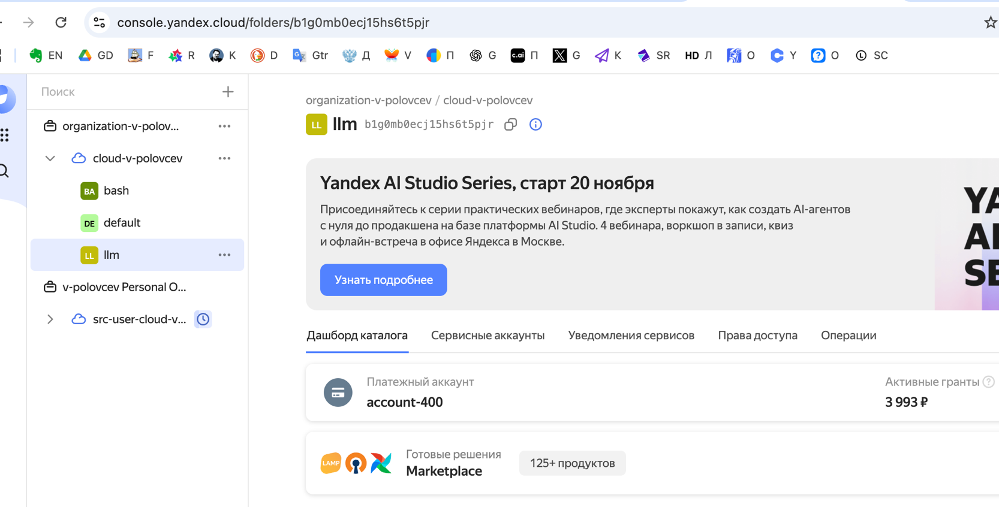 console.yandex.cloud/folders/b1g0mb0ecj15hs6t5pjr
EN GD F R K D Gtr Д V П G c.ai П G K SR HD Л O Y O SC
Поиск
organization-v-polov...
cloud-v-polovcev
BA bash
DE default
LL llm
v-polovcev Personal O...
src-user-cloud-v...
organization-v-polovcev / cloud-v-polovcev
LL llm b1g0mb0ecj15hs6t5pjr
Yandex AI Studio Series, старт 20 ноября
Присоединяйтесь к серии практических вебинаров, где эксперты покажут, как создать AI-агентов
с нуля до продакшена на базе платформы AI Studio. 4 вебинара, воркшоп в записи, квиз
и офлайн-встреча в офисе Яндекса в Москве.
Узнать подробнее
YA
AI
SE
Дашборд каталога Сервисные аккаунты Уведомления сервисов Права доступа Операции
Платежный аккаунт
account-400
Активные гранты
3 993 ₽
LAMP
Готовые решения
Marketplace
125+ продуктов